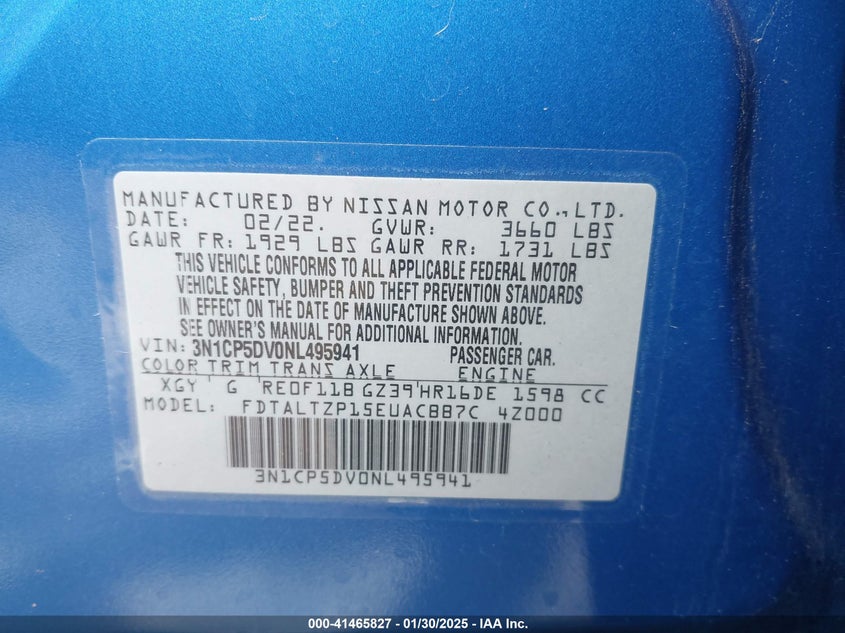 MANUFACTURED BY NISSAN MOTOR CO.,LTD.
DATE: 02/22. GVWR: 3660 LBS
GAWR FR: 1929 LBS GAWR RR: 1731 LBS
THIS VEHICLE CONFORMS TO ALL APPLICABLE FEDERAL MOTOR
VEHICLE SAFETY, BUMPER AND THEFT PREVENTION STANDARDS
IN EFFECT ON THE DATE OF MANUFACTURE SHOWN ABOVE.
SEE OWNER'S MANUAL FOR ADDITIONAL INFORMATION.
VIN: 3N1CP5DV0NL495941 PASSENGER CAR.
COLOR TRIM TRANS AXLE ENGINE
XGY G RE0F11B GZ39 HR16DE 1598 CC
MODEL: FDTALTZP15EUACBB7C 4Z000
3N1CP5DV0NL495941
000-41465827 - 01/30/2025 - IAA Inc.